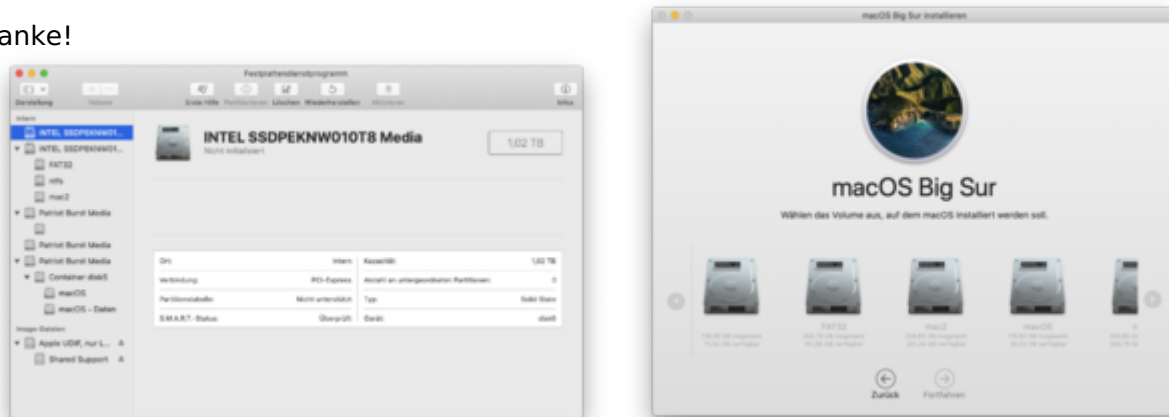 anke!
Festplattendienstprogramm
Darstellung Volume Erste Hilfe Partitionieren Löschen Wiederherstellen Aktivieren Infos
Intern
INTEL SSDPEKNW01...
INTEL SSDPEKNW01...
FAT32
ntfs
mac2
Patriot Burst Media
Patriot Burst Media
Patriot Burst Media
Container disk5
macOS
macOS - Daten
Image-Dateien
Apple UDIF, nur L...
Shared Support
INTEL SSDPEKNW010T8 Media
Nicht initialisiert
1,02 TB
Ort: Intern Kapazität: 1,02 TB
Verbindung: PCI-Express Anzahl an untergeordneten Partitionen: 0
Partitionstabelle: Nicht unterstützt Typ: Solid State
S.M.A.R.T.-Status: Überprüft Gerät: disk0
macOS Big Sur installieren
macOS Big Sur
Wählen das Volume aus, auf dem macOS installiert werden soll.
FAT32 mac2 macOS
Zurück Fortfahren